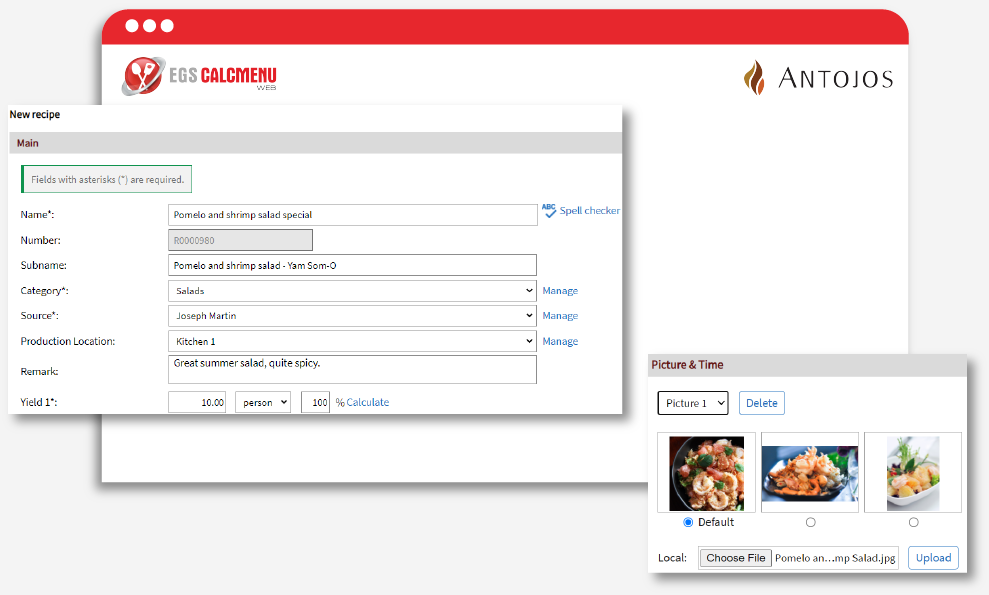 EGS CALCMENU
WEB
ANTOJOS
New recipe
Main
Fields with asterisks (*) are required.
Name*: Pomelo and shrimp salad special ABC Spell checker
Number: R0000980
Subname: Pomelo and shrimp salad - Yam Som-O
Category*: Salads Manage
Source*: Joseph Martin Manage
Production Location: Kitchen 1 Manage
Remark: Great summer salad, quite spicy.
Yield 1*: 10.00 person 100 % Calculate
Picture & Time
Picture 1 Delete
Default
Local: Choose File Pomelo an...mp Salad.jpg Upload